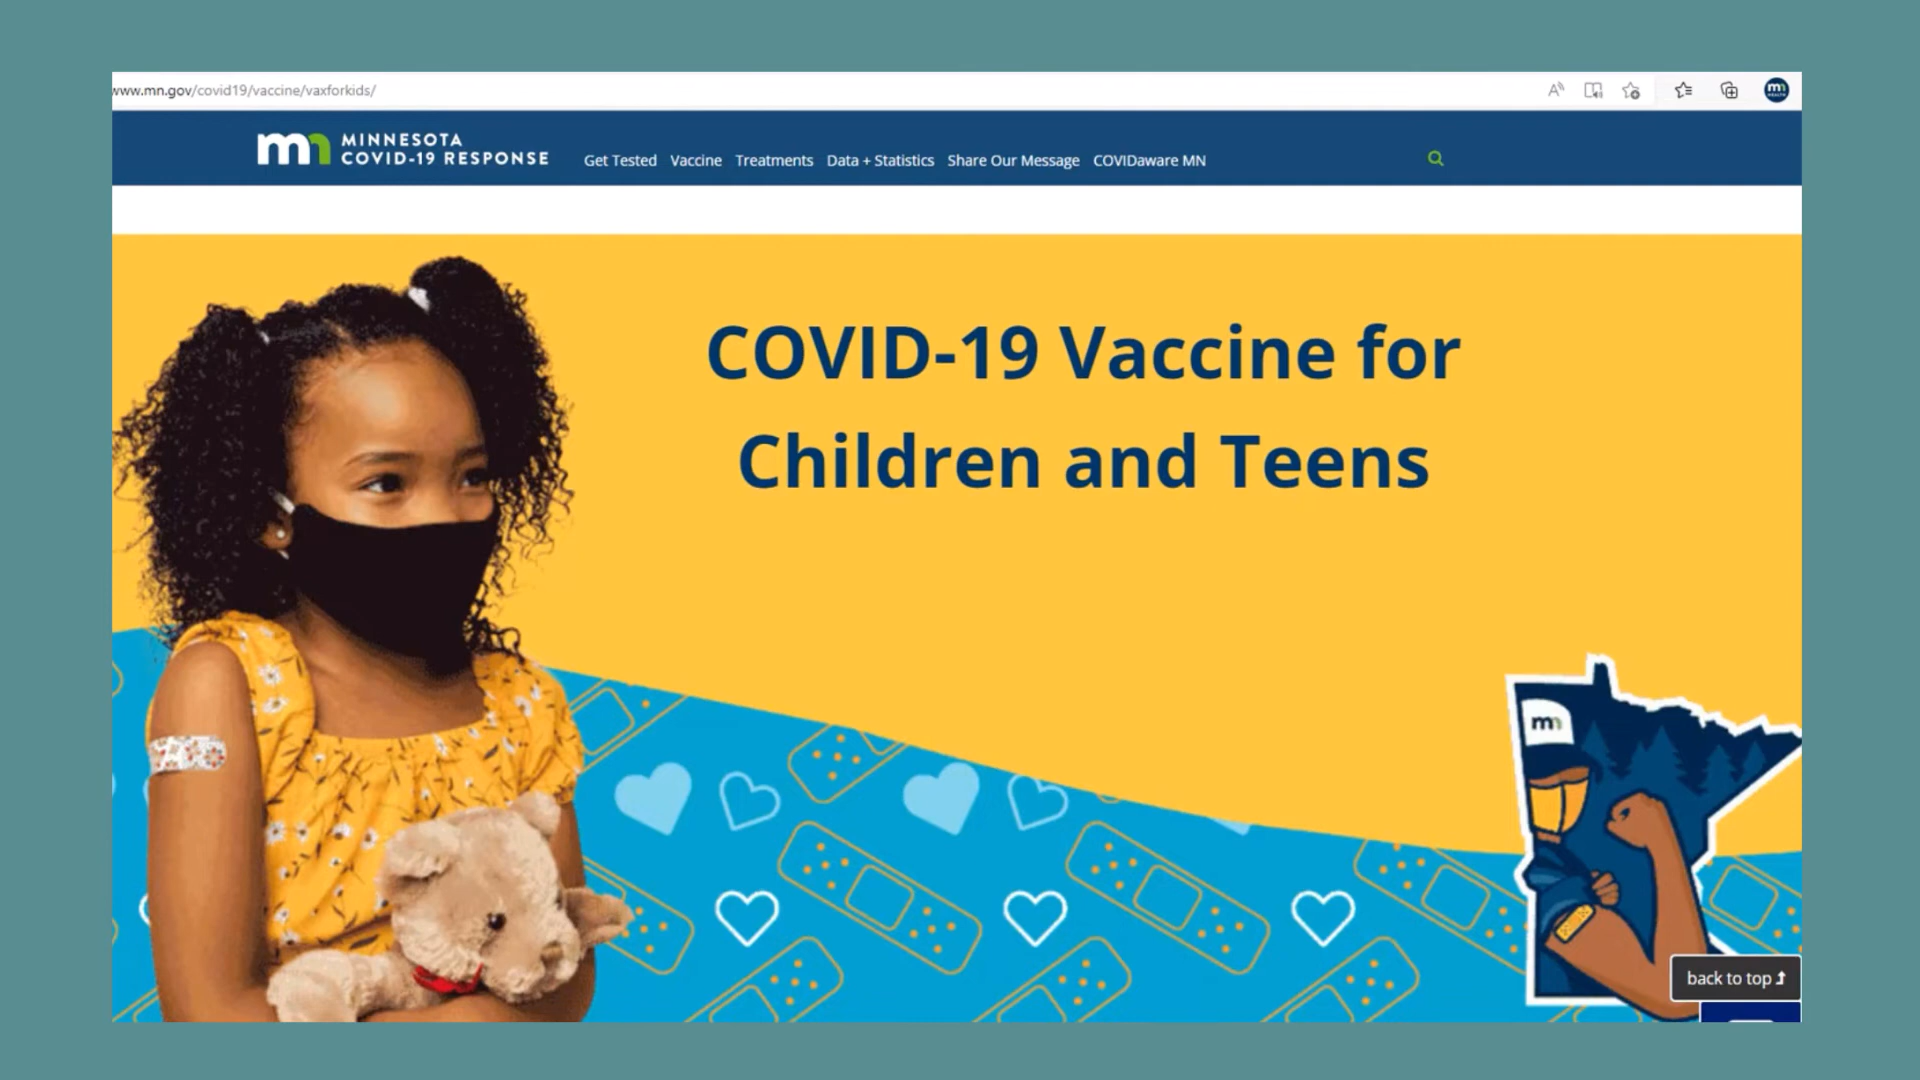 www.mn.gov/covid19/vaccine/vaxforkids/
mn MINNESOTA
COVID-19 RESPONSE
Get Tested Vaccine Treatments Data + Statistics Share Our Message COVIDaware MN
COVID-19 Vaccine for
Children and Teens
mn
back to top